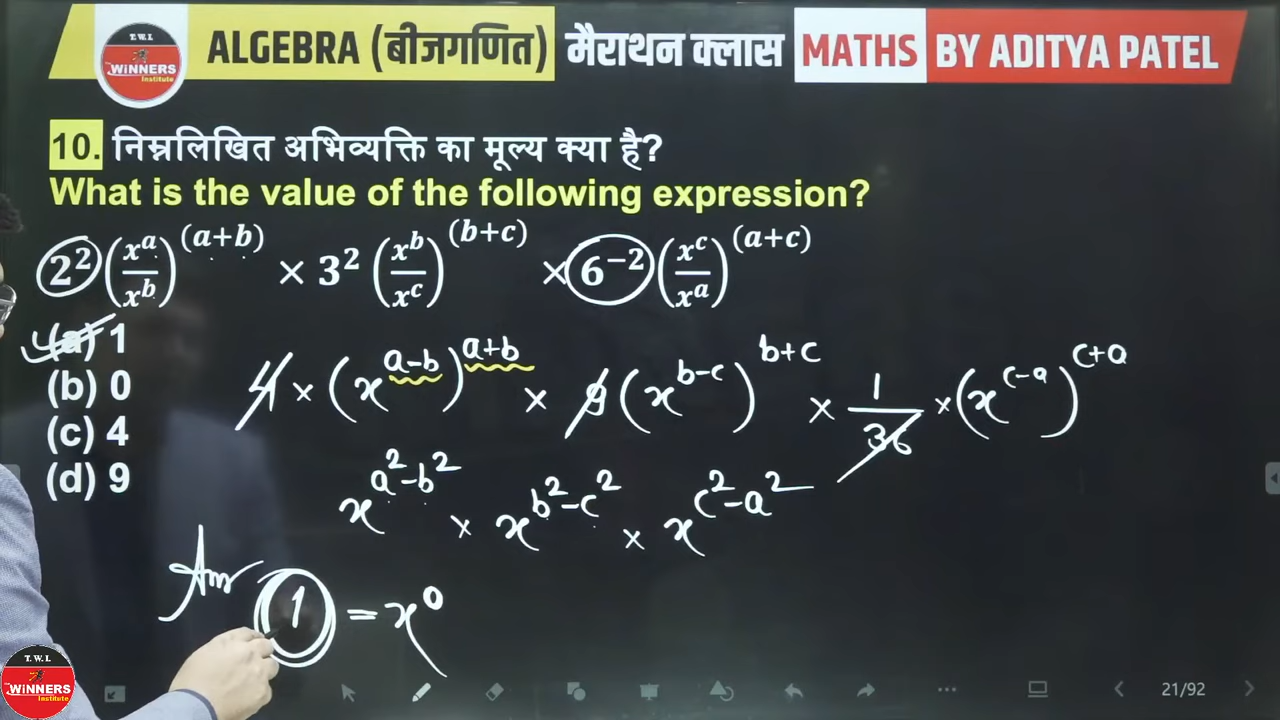 T.W.I.
The WiNNERS Institute
ALGEBRA (बीजगणित) मैराथन क्लास MATHS BY ADITYA PATEL
10. निम्नलिखित अभिव्यक्ति का मूल्य क्या है?
What is the value of the following expression?
2² (xᵃ/xᵇ)^(a+b) × 3² (xᵇ/xᶜ)^(b+c) × 6⁻² (xᶜ/xᵃ)^(a+c)
(a) 1
(b) 0
(c) 4
(d) 9
4 × (x^(a-b))^(a+b) × 9 (x^(b-c))^(b+c) × 1/36 × (x^(c-a))^(c+a)
x^(a²-b²) × x^(b²-c²) × x^(c²-a²)
Ans 1 = x⁰
T.W.I.
The WiNNERS Institute
21/92